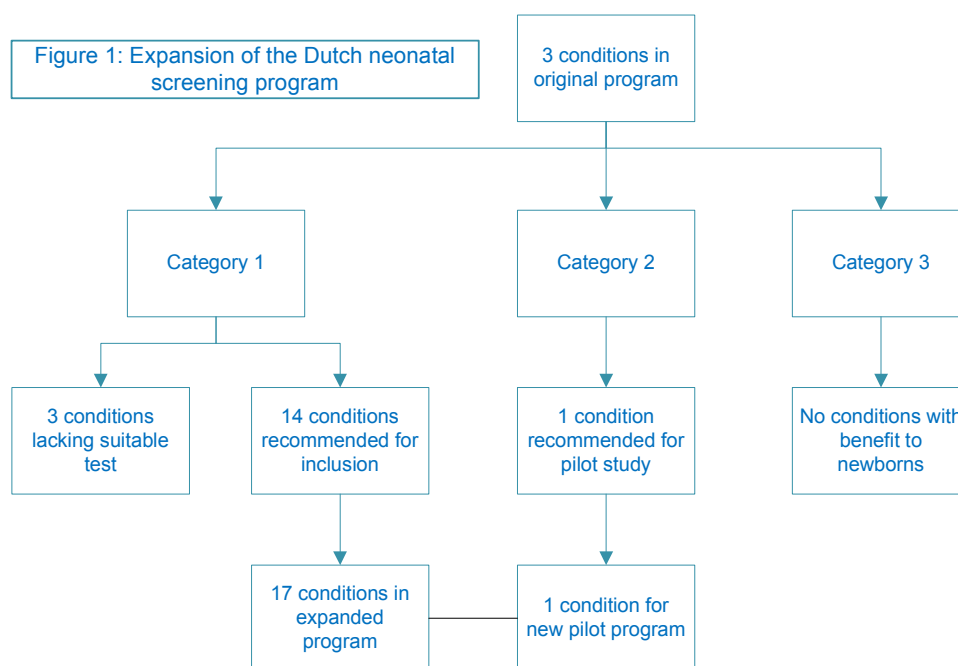 Figure 1: Expansion of the Dutch neonatal
screening program
3 conditions in
original program
Category 1
Category 2
Category 3
3 conditions
lacking suitable
test
14 conditions
recommended for
inclusion
1 condition
recommended for
pilot study
No conditions with
benefit to
newborns
17 conditions in
expanded
program
1 condition for
new pilot program